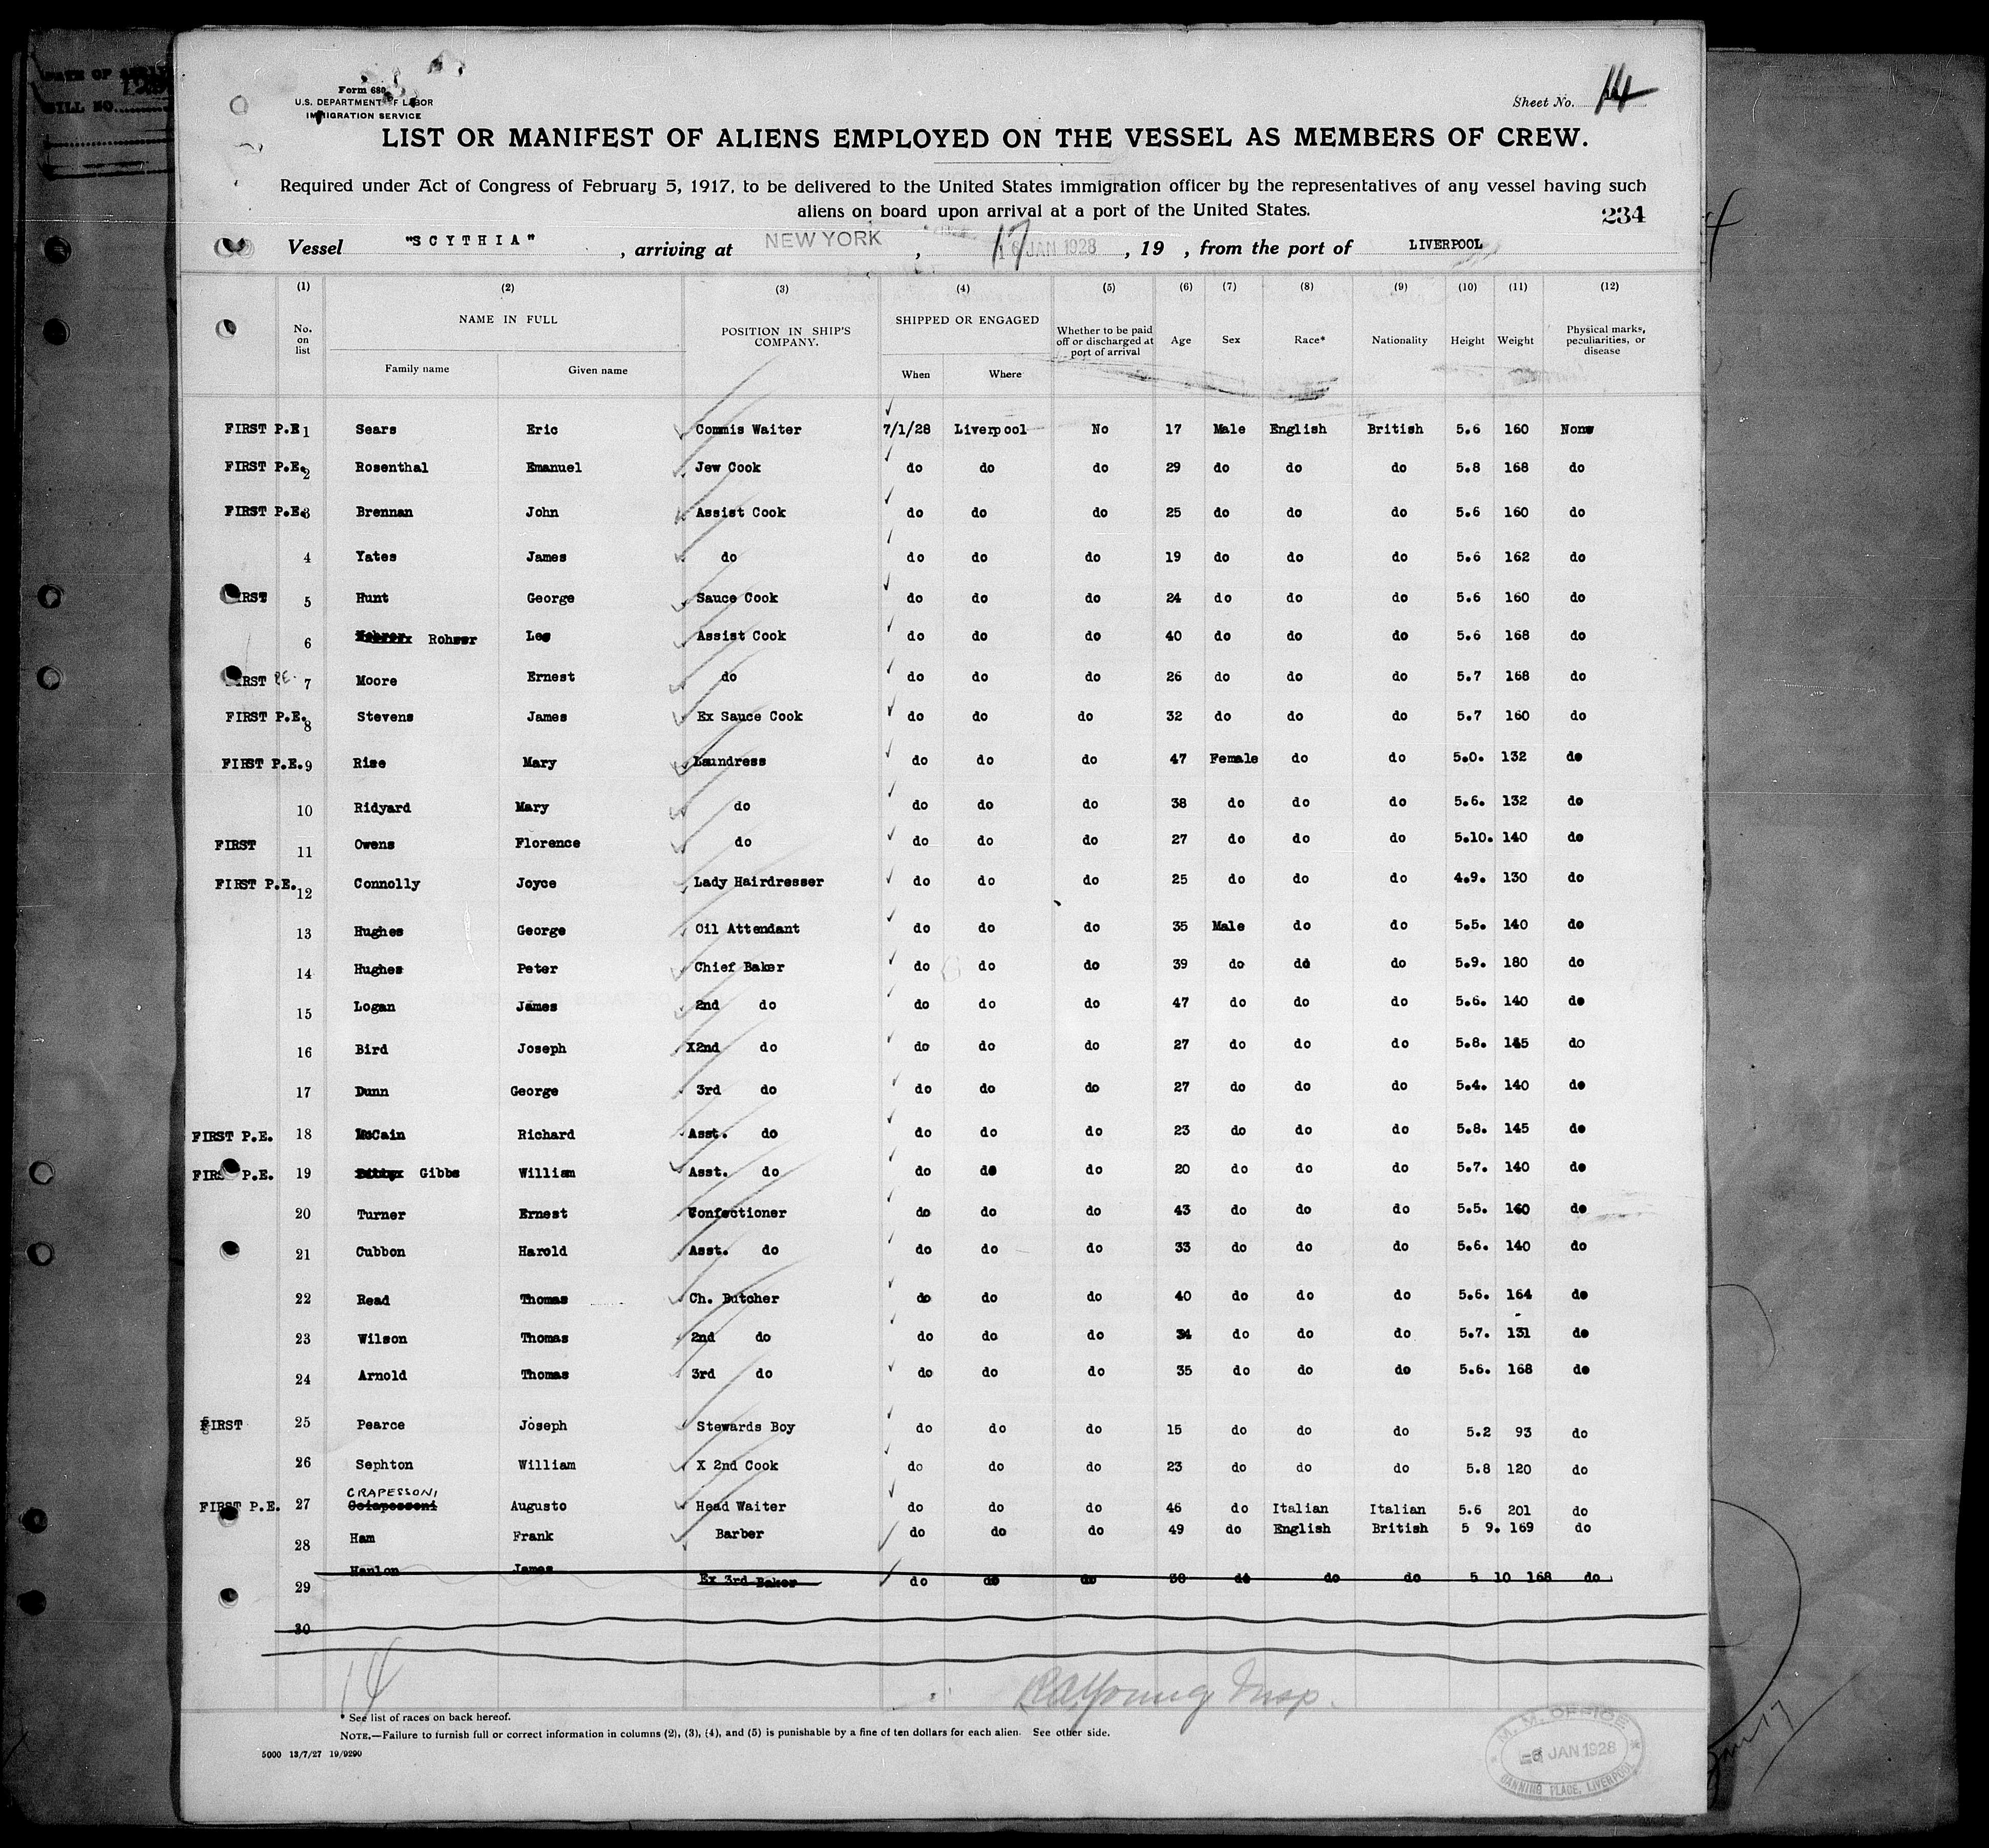 Form 680
U.S. DEPARTMENT OF LABOR
IMMIGRATION SERVICE
Sheet No. 14
LIST OR MANIFEST OF ALIENS EMPLOYED ON THE VESSEL AS MEMBERS OF CREW.
Required under Act of Congress of February 5, 1917, to be delivered to the United States immigration officer by the representatives of any vessel having such
aliens on board upon arrival at a port of the United States.
234
Vessel "SCYTHIA" , arriving at NEW YORK , 17 JAN 1928 , 19 , from the port of LIVERPOOL
(1) (2) (3) (4) (5) (6) (7) (8) (9) (10) (11) (12)
No. on list NAME IN FULL Family name Given name POSITION IN SHIP'S COMPANY. SHIPPED OR ENGAGED When Where Whether to be paid off or discharged at port of arrival Age Sex Race* Nationality Height Weight Physical marks, peculiarities, or disease
FIRST P.E 1 Sears Eric Commis Waiter 7/1/28 Liverpool No 17 Male English British 5.6 160 None
FIRST P.E. 2 Rosenthal Emanuel Jew Cook do do do 29 do do do 5.8 168 do
FIRST P.E. 3 Brennan John Assist Cook do do do 25 do do do 5.6 160 do
4 Yates James do do do do 19 do do do 5.6 162 do
FIRST 5 Hunt George Sauce Cook do do do 24 do do do 5.6 160 do
6 Rohmer Leo Assist Cook do do do 40 do do do 5.6 168 do
FIRST P.E. 7 Moore Ernest do do do do 26 do do do 5.7 168 do
FIRST P.E. 8 Stevens James Ex Sauce Cook do do do 32 do do do 5.7 160 do
FIRST P.E. 9 Rise Mary Laundress do do do 47 Female do do 5.0. 132 do
10 Ridyard Mary do do do do 38 do do do 5.6. 132 do
FIRST 11 Owens Florence do do do do 27 do do do 5.10. 140 do
FIRST P.E. 12 Connolly Joyce Lady Hairdresser do do do 25 do do do 4.9. 130 do
13 Hughes George Oil Attendant do do do 35 Male do do 5.5. 140 do
14 Hughes Peter Chief Baker do do do 39 do do do 5.9. 180 do
15 Logan James 2nd do do do do 47 do do do 5.6. 140 do
16 Bird Joseph X2nd do do do do 27 do do do 5.8. 145 do
17 Dunn George 3rd do do do do 27 do do do 5.4. 140 do
FIRST P.E. 18 McCain Richard Asst. do do do do 23 do do do 5.8. 145 do
FIRST P.E. 19 Gibbs William Asst. do do do do 20 do do do 5.7. 140 do
20 Turner Ernest Confectioner do do do 43 do do do 5.5. 160 do
21 Cubbon Harold Asst. do do do do 33 do do do 5.6. 140 do
22 Read Thomas Ch. Butcher do do do 40 do do do 5.6. 164 do
23 Wilson Thomas 2nd do do do do 34 do do do 5.7. 131 do
24 Arnold Thomas 3rd do do do do 35 do do do 5.6. 168 do
FIRST 25 Pearce Joseph Stewards Boy do do do 15 do do do 5.2 93 do
26 Sephton William X 2nd Cook do do do 23 do do do 5.8 120 do
CRAPESSONI
FIRST P.E. 27 Augusto Head Waiter do do do 46 do Italian Italian 5.6 201 do
28 Ham Frank Barber do do do 49 do English British 5 9. 169 do
29 Hanlon James Ex 3rd Baker do do do 38 do do do 5 10 168 do
30
14
RAYoung Insp.
* See list of races on back hereof.
NOTE.—Failure to furnish full or correct information in columns (2), (3), (4), and (5) is punishable by a fine of ten dollars for each alien. See other side.
5000 13/7/27 19/9290
M. M. OFFICE
JAN 1928
CANNING PLACE, LIVERPOOL